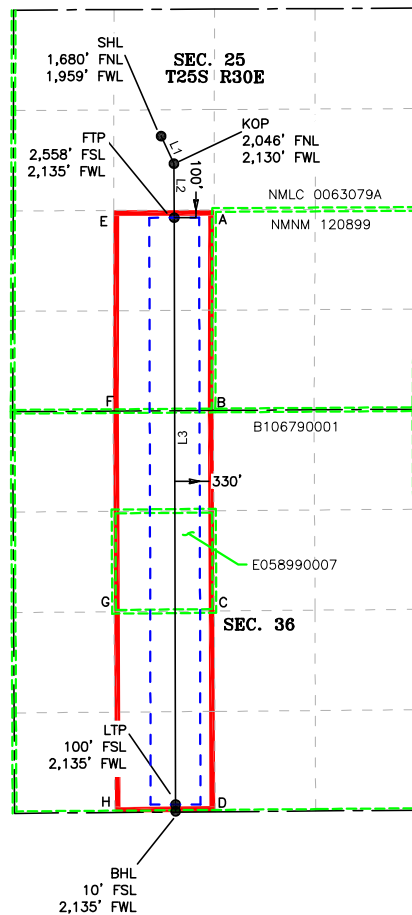 SHL
1,680' FNL
1,959' FWL
SEC. 25
T25S R30E
KOP
2,046' FNL
2,130' FWL
FTP
2,558' FSL
2,135' FWL
L1
L2
100'
NMLC 0063079A
NMNM 120899
E
A
F
B
B106790001
L3
330'
E058990007
G
C
SEC. 36
LTP
100' FSL
2,135' FWL
H
D
BHL
10' FSL
2,135' FWL